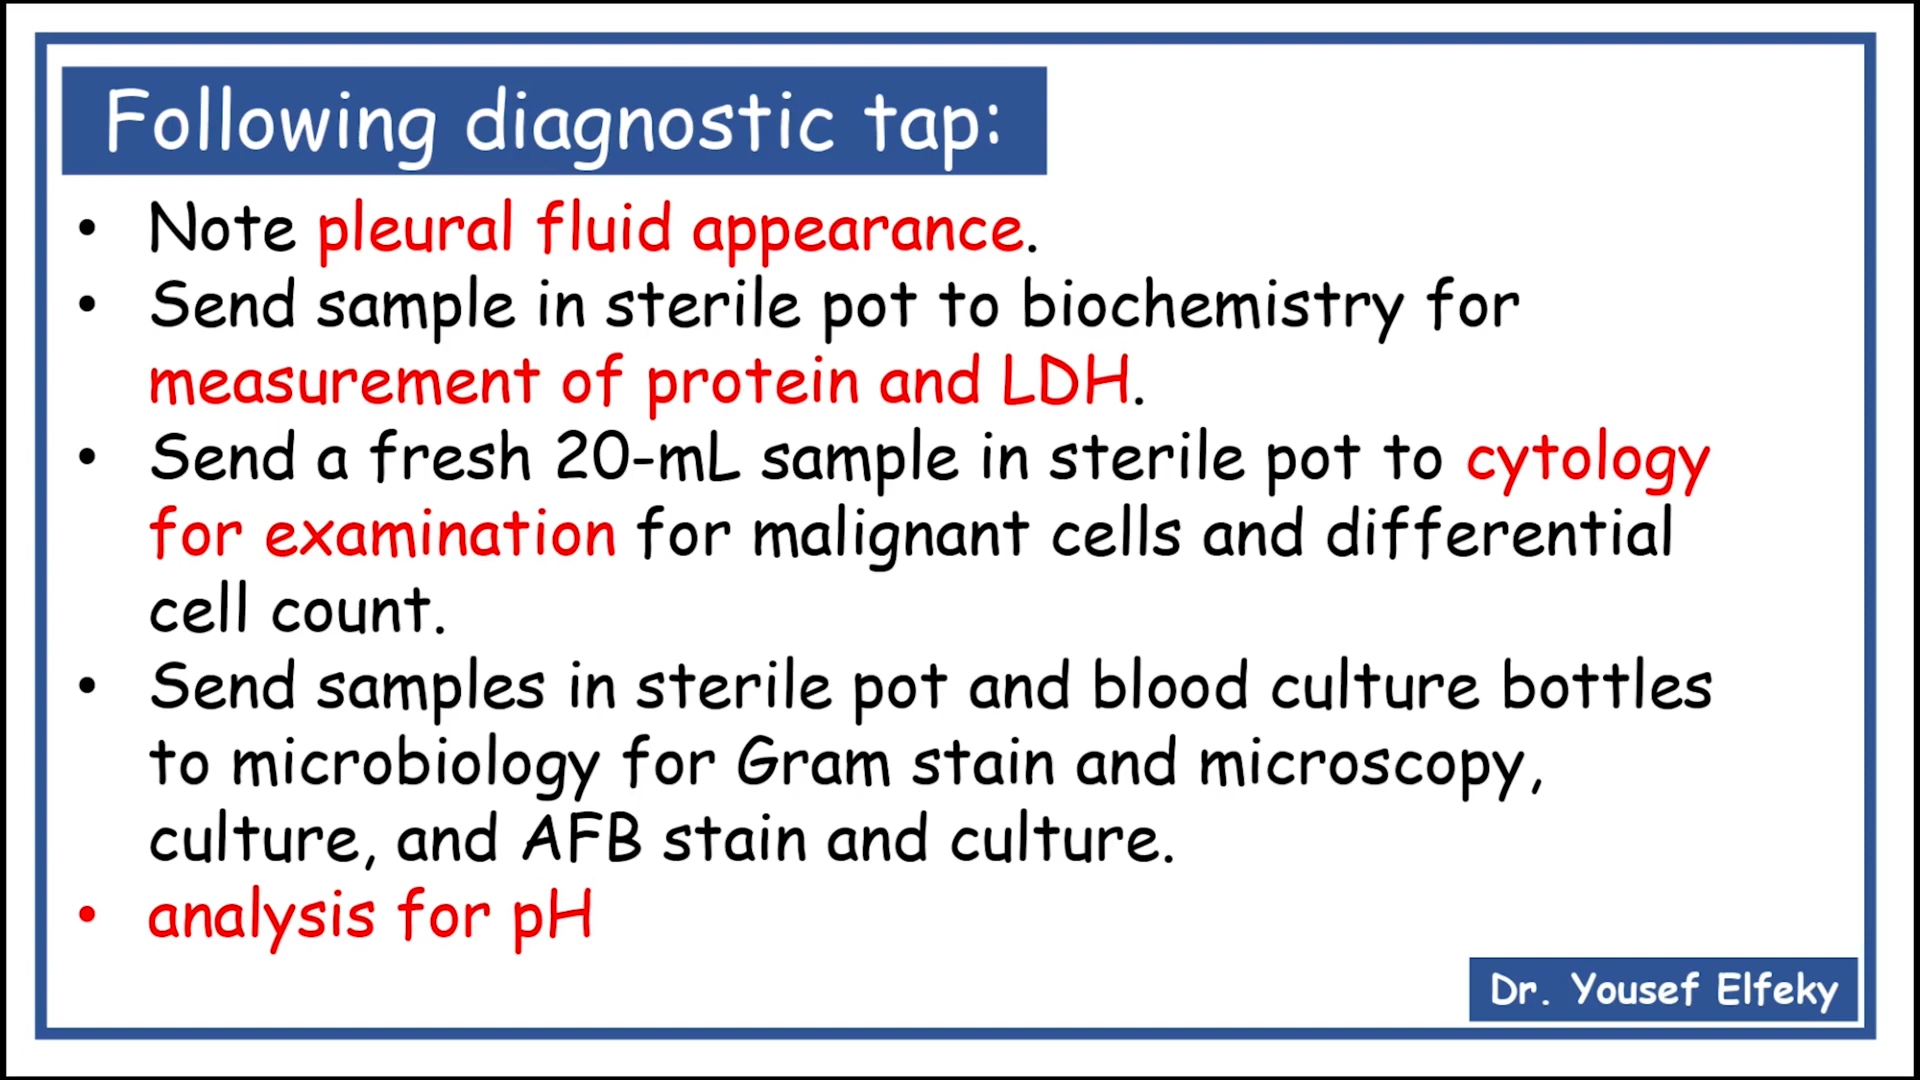 Following diagnostic tap:
• Note pleural fluid appearance.
• Send sample in sterile pot to biochemistry for
measurement of protein and LDH.
• Send a fresh 20-mL sample in sterile pot to cytology
for examination for malignant cells and differential
cell count.
• Send samples in sterile pot and blood culture bottles
to microbiology for Gram stain and microscopy,
culture, and AFB stain and culture.
• analysis for pH
Dr. Yousef Elfeky